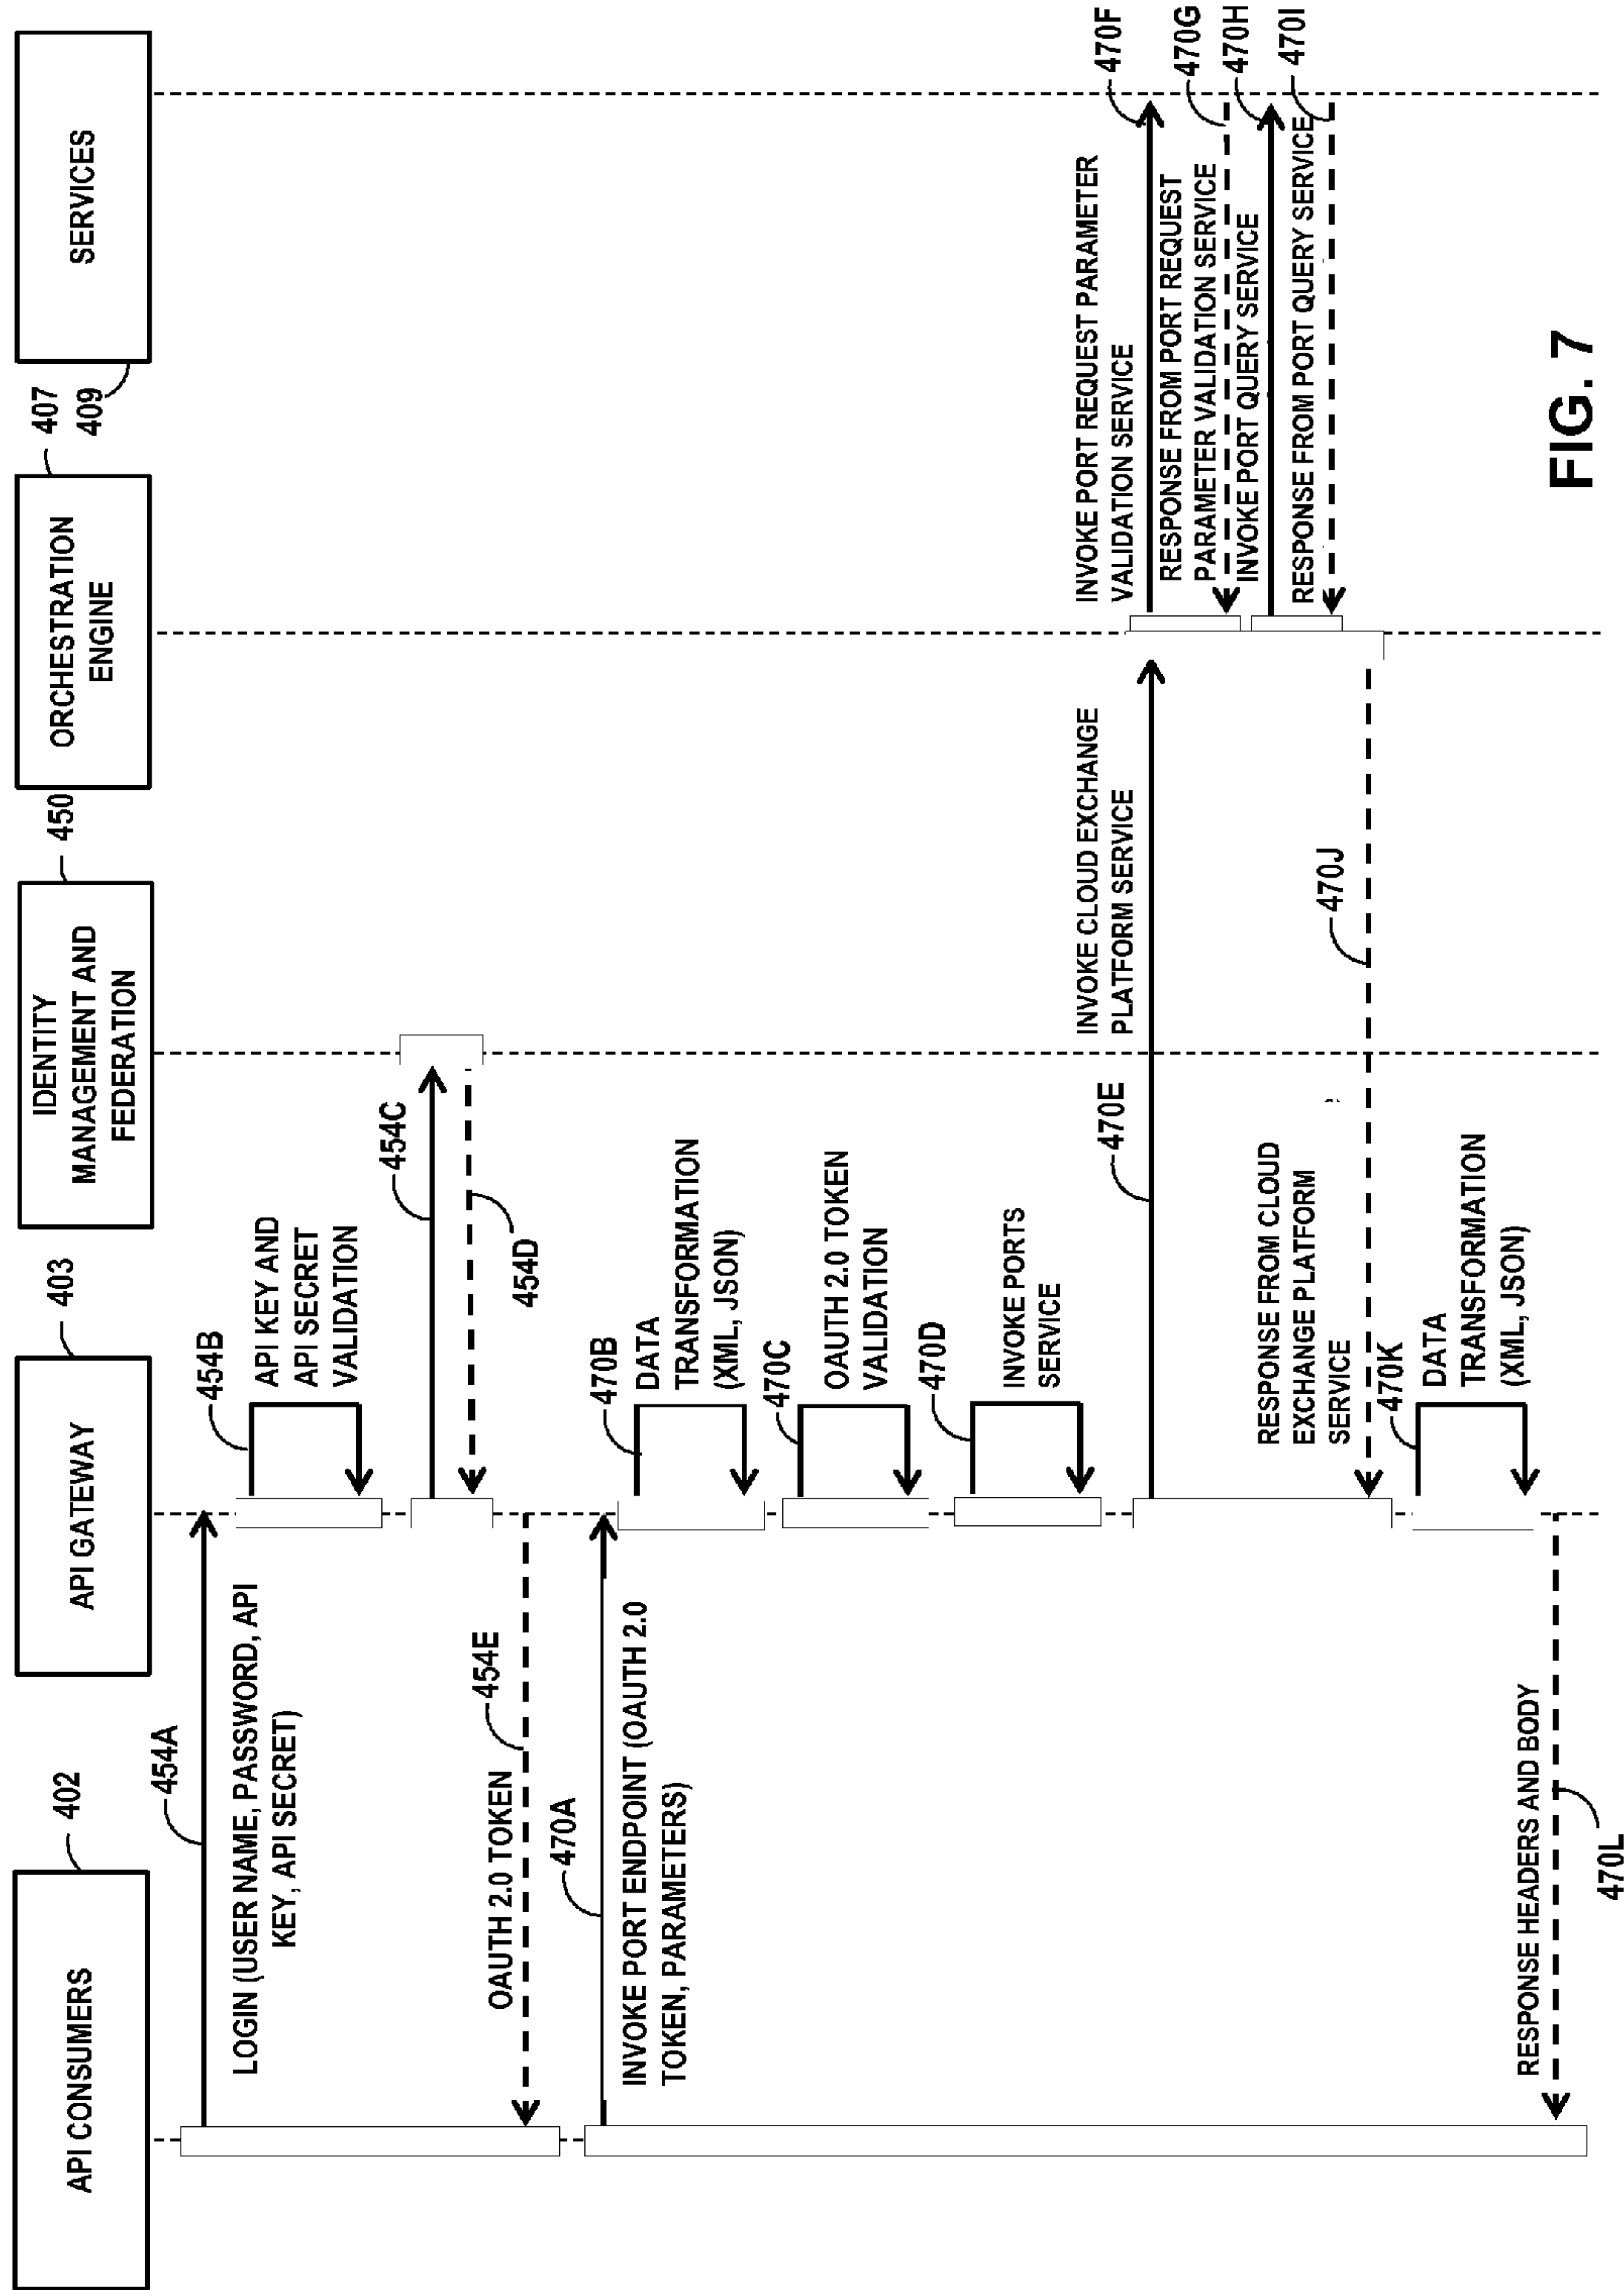 API CONSUMERS
402
API GATEWAY
403
IDENTITY
MANAGEMENT AND
FEDERATION
450
ORCHESTRATION
ENGINE
407
SERVICES
409
454A
LOGIN (USER NAME, PASSWORD, API
KEY, API SECRET)
454B
API KEY AND
API SECRET
VALIDATION
454C
454D
454E
OAUTH 2.0 TOKEN
470A
INVOKE PORT ENDPOINT (OAUTH 2.0
TOKEN, PARAMETERS)
470B
DATA
TRANSFORMATION
(XML, JSON)
470C
OAUTH 2.0 TOKEN
VALIDATION
470D
INVOKE PORTS
SERVICE
470E
INVOKE CLOUD EXCHANGE
PLATFORM SERVICE
INVOKE PORT REQUEST PARAMETER
VALIDATION SERVICE
470F
RESPONSE FROM PORT REQUEST
PARAMETER VALIDATION SERVICE
470G
INVOKE PORT QUERY SERVICE
470H
RESPONSE FROM PORT QUERY SERVICE
470I
RESPONSE FROM CLOUD
EXCHANGE PLATFORM
SERVICE
470J
470K
DATA
TRANSFORMATION
(XML, JSON)
RESPONSE HEADERS AND BODY
470L
FIG. 7